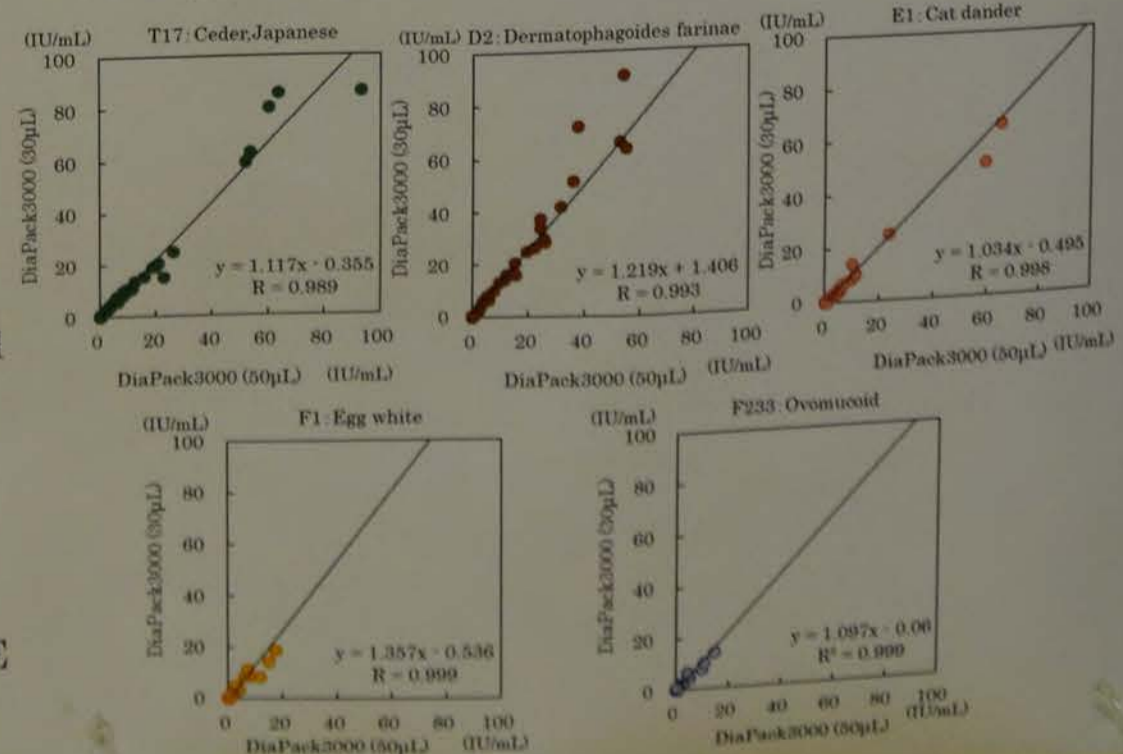 T17: Ceder,Japanese
(IU/mL)
100
80
60
40
20
0
DiaPack3000 (30μL)
y = 1.117x - 0.355
R = 0.989
0 20 40 60 80 100
DiaPack3000 (50μL) (IU/mL)
D2: Dermatophagoides farinae
(IU/mL)
100
80
60
40
20
0
DiaPack3000 (30μL)
y = 1.219x + 1.406
R = 0.993
0 20 40 60 80 100
DiaPack3000 (50μL) (IU/mL)
E1: Cat dander
(IU/mL)
100
80
60
40
20
0
DiaPack3000 (30μL)
y = 1.034x - 0.495
R = 0.998
0 20 40 60 80 100
DiaPack3000 (50μL) (IU/mL)
F1: Egg white
(IU/mL)
100
80
60
40
20
0
DiaPack3000 (30μL)
y = 1.357x - 0.536
R = 0.999
0 20 40 60 80 100
DiaPack3000 (50μL) (IU/mL)
F233: Ovomucoid
(IU/mL)
100
80
60
40
20
0
DiaPack3000 (30μL)
y = 1.097x - 0.06
R² = 0.999
0 20 40 60 80 100
DiaPack3000 (50μL) (IU/mL)